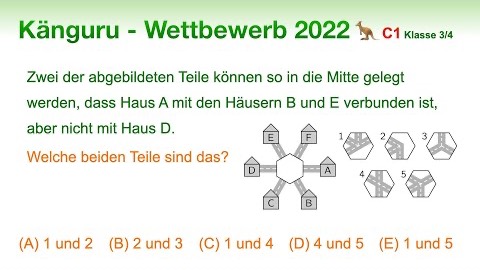 Känguru - Wettbewerb 2022 C1 Klasse 3/4
Zwei der abgebildeten Teile können so in die Mitte gelegt
werden, dass Haus A mit den Häusern B und E verbunden ist,
aber nicht mit Haus D.
Welche beiden Teile sind das?
E F
D A
C B
1 2 3
4 5
(A) 1 und 2 (B) 2 und 3 (C) 1 und 4 (D) 4 und 5 (E) 1 und 5